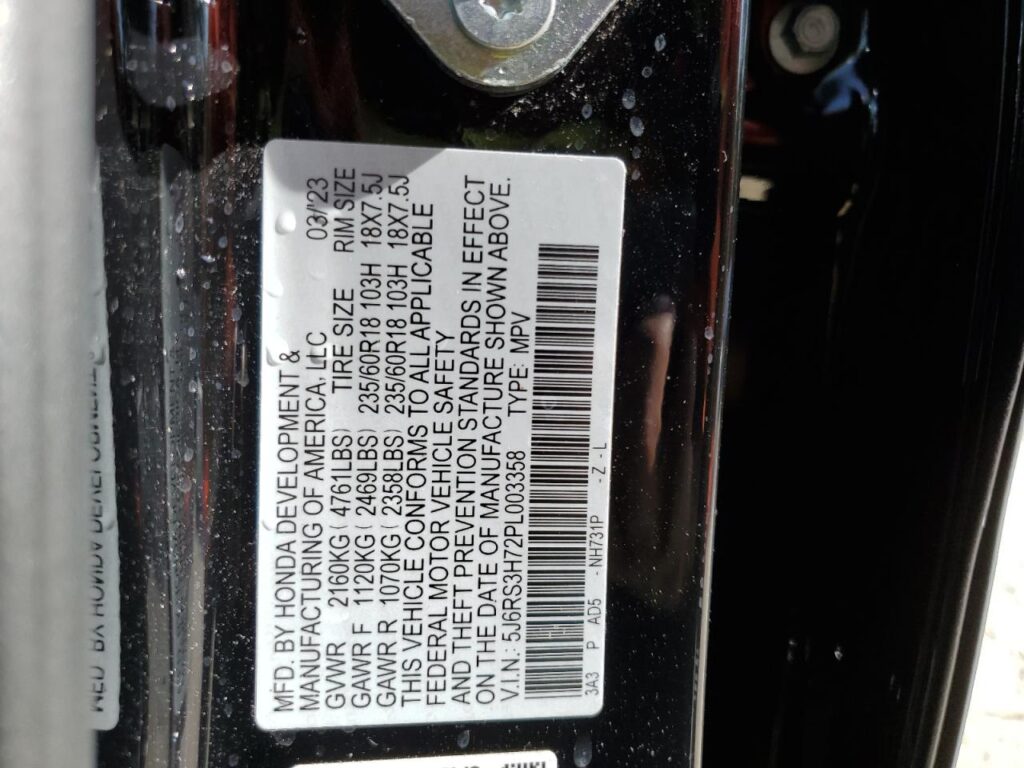 MFD. BY HONDA DEVELOPMENT &
MANUFACTURING OF AMERICA, LLC 03/'23
GVWR 2160KG( 4761LBS) TIRE SIZE RIM SIZE
GAWR F 1120KG( 2469LBS) 235/60R18 103H 18X7.5J
GAWR R 1070KG( 2358LBS) 235/60R18 103H 18X7.5J
THIS VEHICLE CONFORMS TO ALL APPLICABLE
FEDERAL MOTOR VEHICLE SAFETY
AND THEFT PREVENTION STANDARDS IN EFFECT
ON THE DATE OF MANUFACTURE SHOWN ABOVE.
V.I.N.: 5J6RS3H72PL003358 TYPE: MPV
3A3 P AD5 - NH731P - Z - L